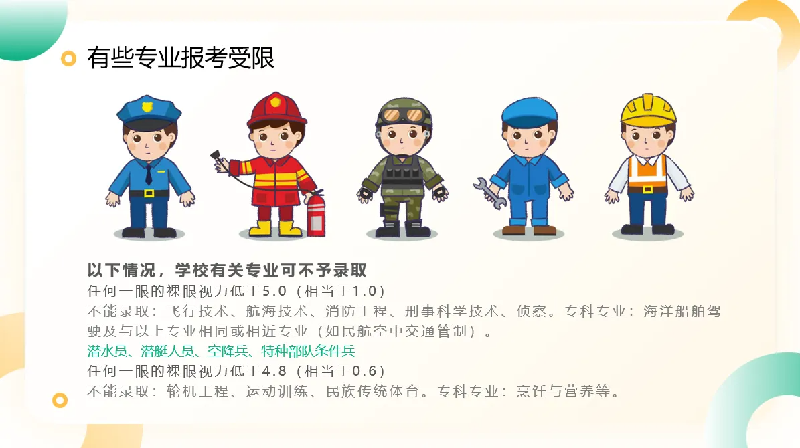 有些专业报考受限
以下情况，学校有关专业可不予录取
任何一眼的裸眼视力低于5.0（相当于1.0）
不能录取：飞行技术、航海技术、消防工程、刑事科学技术、侦察。专科专业：海洋船舶驾
驶及与以上专业相同或相近专业（如民航空中交通管制）。
潜水员、潜艇人员、空降兵、特种部队条件兵
任何一眼的裸眼视力低于4.8（相当于0.6）
不能录取：轮机工程、运动训练、民族传统体育。专科专业：烹饪与营养等。